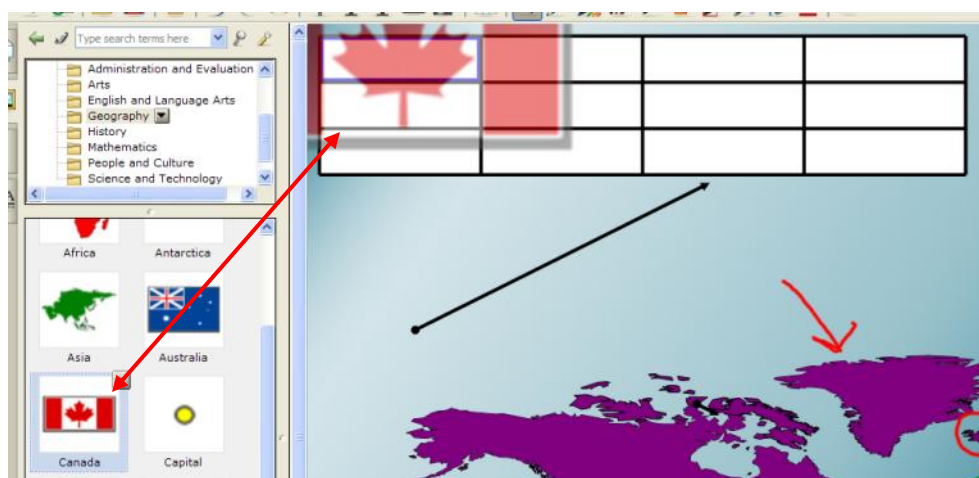 Type search terms here
Administration and Evaluation
Arts
English and Language Arts
Geography
History
Mathematics
People and Culture
Science and Technology
Africa Antarctica
Asia Australia
Canada Capital